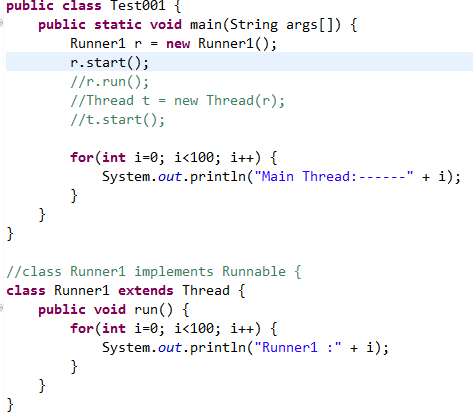 public class Test001 {
    public static void main(String args[]) {
        Runner1 r = new Runner1();
        r.start();
        //r.run();
        //Thread t = new Thread(r);
        //t.start();

        for(int i=0; i<100; i++) {
            System.out.println("Main Thread:------" + i);
        }
    }
}

//class Runner1 implements Runnable {
class Runner1 extends Thread {
    public void run() {
        for(int i=0; i<100; i++) {
            System.out.println("Runner1 :" + i);
        }
    }
}